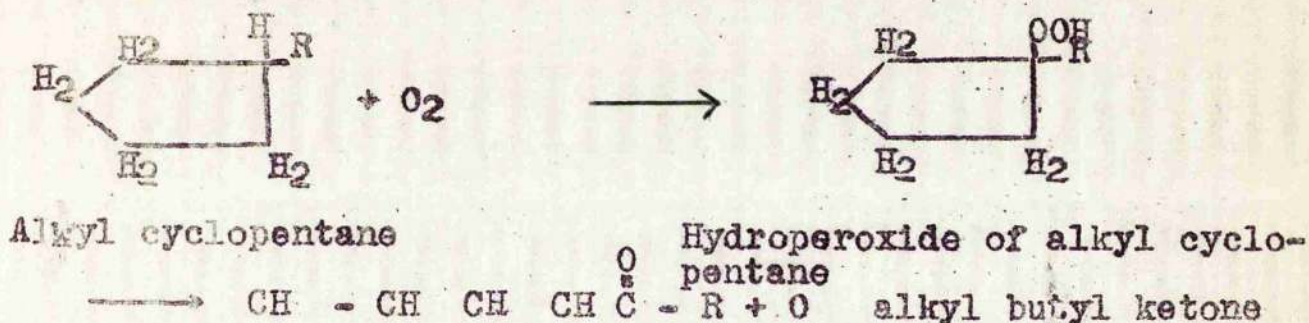 H OOH
H2 R H2 R
H2 + O2 ⟶ H2
H2 H2 H2 H2
Alkyl cyclopentane Hydroperoxide of alkyl cyclo-
O pentane
⟶ CH - CH CH CH C - R + O alkyl butyl ketone